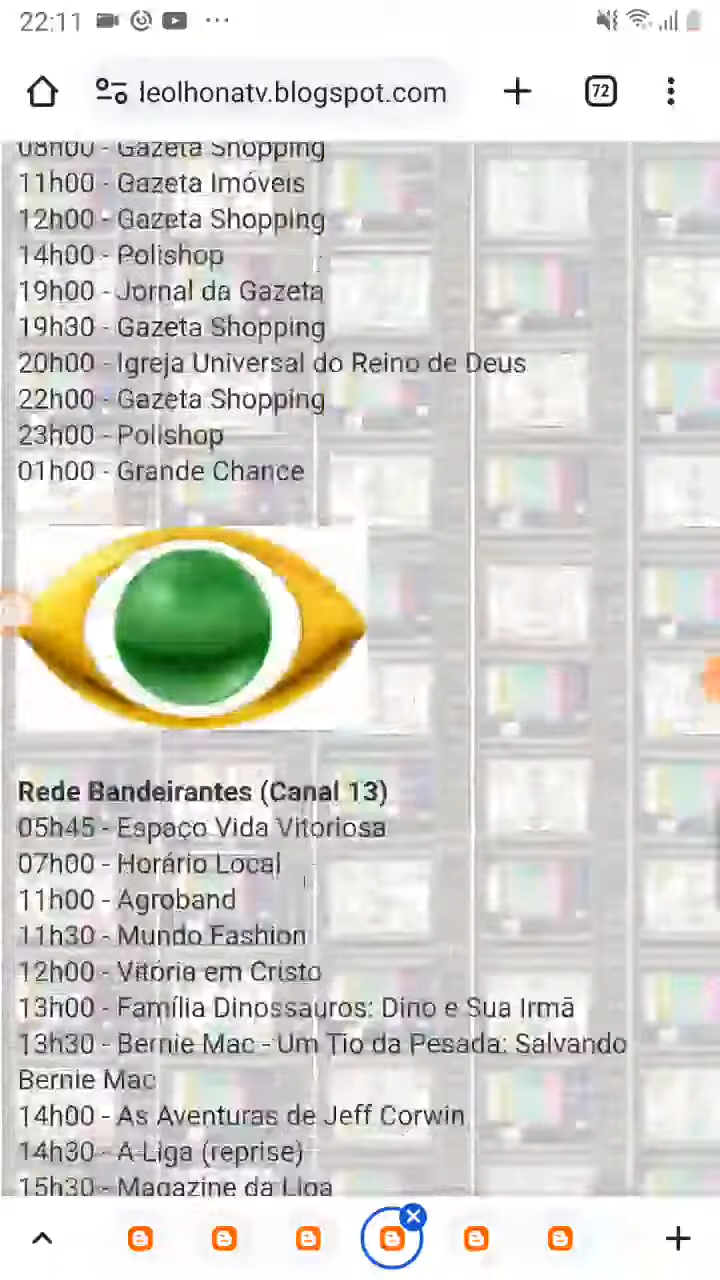 22:11
leolhonatv.blogspot.com
72
08h00 - Gazeta Shopping
11h00 - Gazeta Imóveis
12h00 - Gazeta Shopping
14h00 - Polishop
19h00 - Jornal da Gazeta
19h30 - Gazeta Shopping
20h00 - Igreja Universal do Reino de Deus
22h00 - Gazeta Shopping
23h00 - Polishop
01h00 - Grande Chance
Rede Bandeirantes (Canal 13)
05h45 - Espaço Vida Vitoriosa
07h00 - Horário Local
11h00 - Agroband
11h30 - Mundo Fashion
12h00 - Vitória em Cristo
13h00 - Família Dinossauros: Dino e Sua Irmã
13h30 - Bernie Mac - Um Tio da Pesada: Salvando
Bernie Mac
14h00 - As Aventuras de Jeff Corwin
14h30 - A Liga (reprise)
15h30 - Magazine da Liga